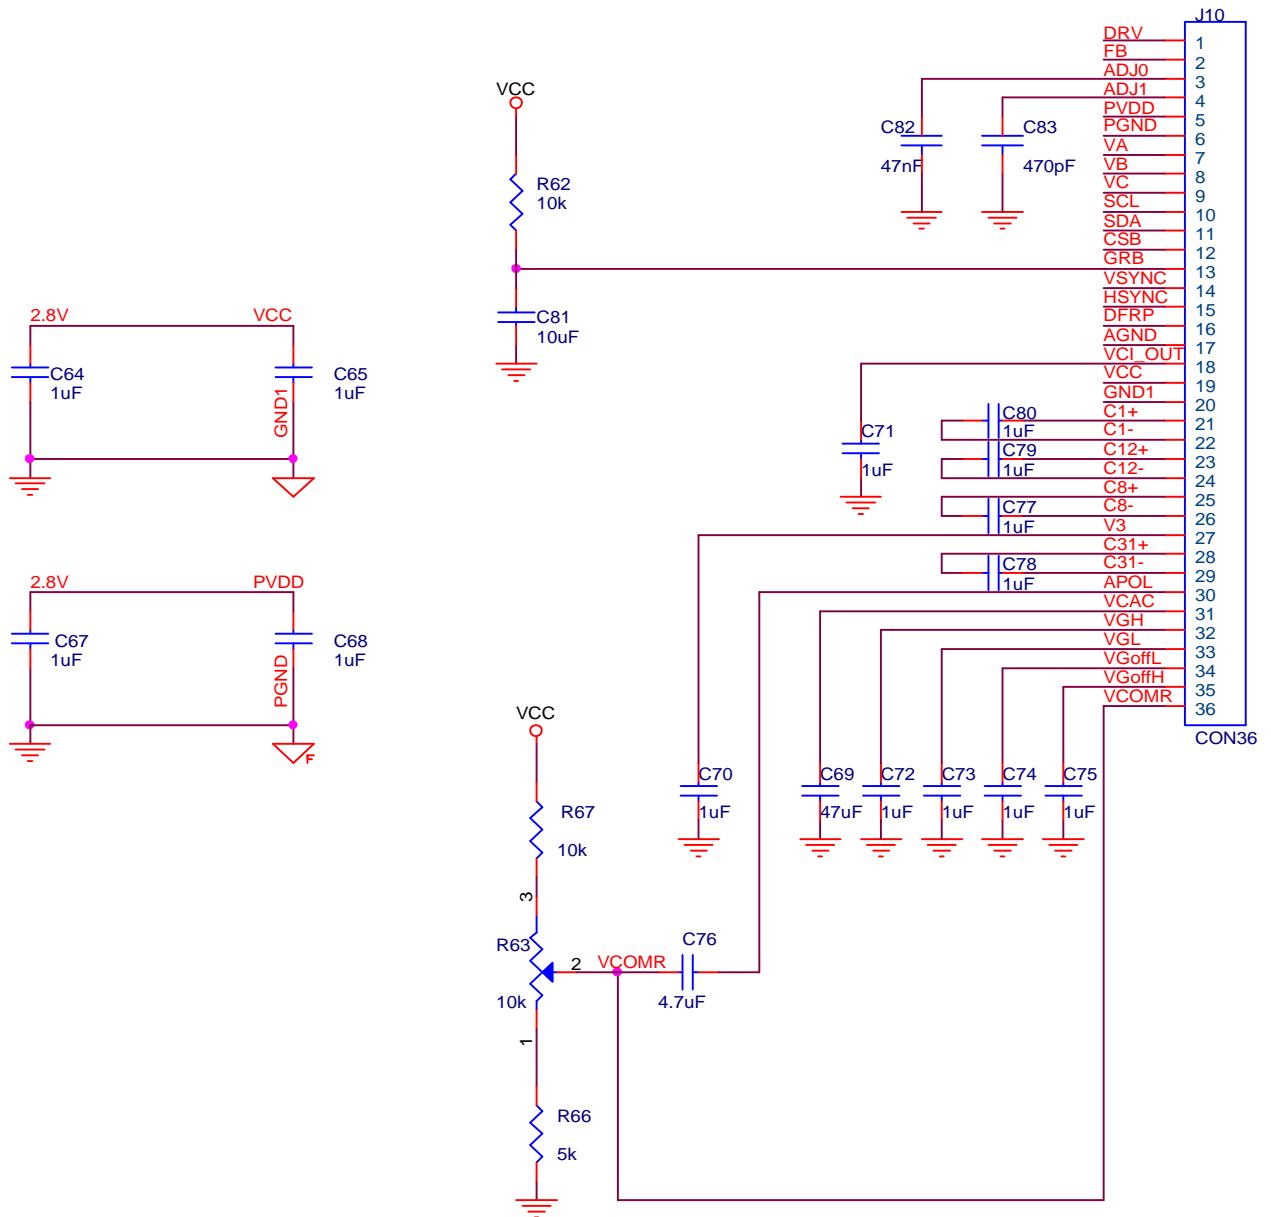 J10
DRV
1
FB
2
ADJ0
3
ADJ1
4
PVDD
5
PGND
6
VA
7
VB
8
VC
9
SCL
10
SDA
11
CSB
12
GRB
13
VSYNC
14
HSYNC
15
DFRP
16
AGND
17
VCI_OUT
18
VCC
19
GND1
20
C1+
21
C1-
22
C12+
23
C12-
24
C8+
25
C8-
26
V3
27
C31+
28
C31-
29
APOL
30
VCAC
31
VGH
32
VGL
33
VGoffL
34
VGoffH
35
VCOMR
36
CON36
VCC
R62
10k
C81
10uF
C82
47nF
C83
470pF
2.8V
VCC
C64
1uF
C65
1uF
GND1
C71
1uF
C80
1uF
C79
1uF
C77
1uF
C78
1uF
2.8V
PVDD
C67
1uF
C68
1uF
PGND
F
VCC
R67
10k
3
R63
10k
2
VCOMR
1
R66
5k
C76
4.7uF
C70
1uF
C69
47uF
C72
1uF
C73
1uF
C74
1uF
C75
1uF